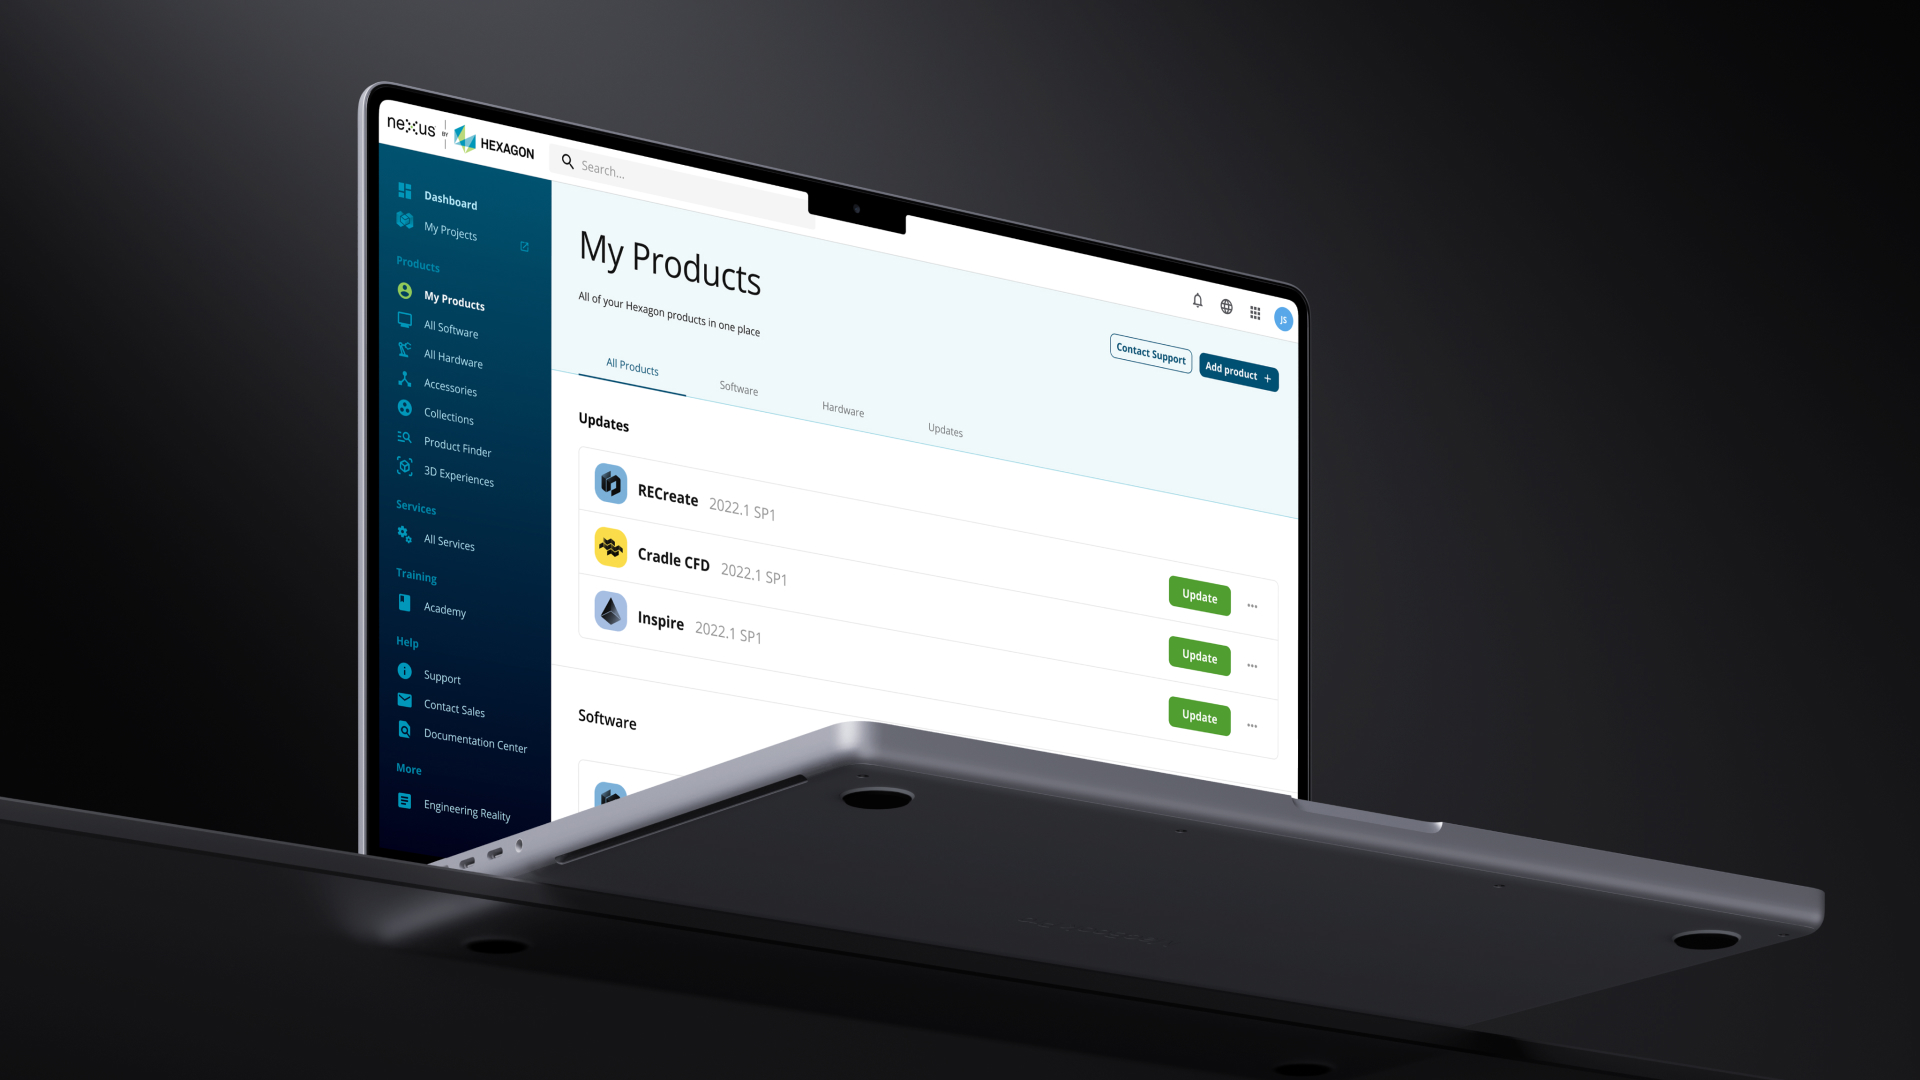 nexus BY HEXAGON
Search...
Dashboard
My Projects
Products
My Products
All Software
All Hardware
Accessories
Collections
Product Finder
3D Experiences
Services
All Services
Training
Academy
Help
Support
Contact Sales
Documentation Center
More
Engineering Reality
JS
My Products
All of your Hexagon products in one place
Contact Support
Add product +
All Products
Software
Hardware
Updates
Updates
RECreate 2022.1 SP1
Update
Cradle CFD 2022.1 SP1
Update
Inspire 2022.1 SP1
Update
Software